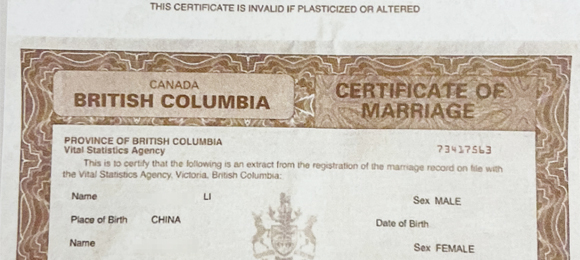 THIS CERTIFICATE IS INVALID IF PLASTICIZED OR ALTERED
CANADA
BRITISH COLUMBIA
CERTIFICATE OF
MARRIAGE
PROVINCE OF BRITISH COLUMBIA
Vital Statistics Agency
73417563
This is to certify that the following is an extract from the registration of the marriage record on file with
the Vital Statistics Agency, Victoria, British Columbia:
Name LI Sex MALE
Place of Birth CHINA Date of Birth
Name Sex FEMALE